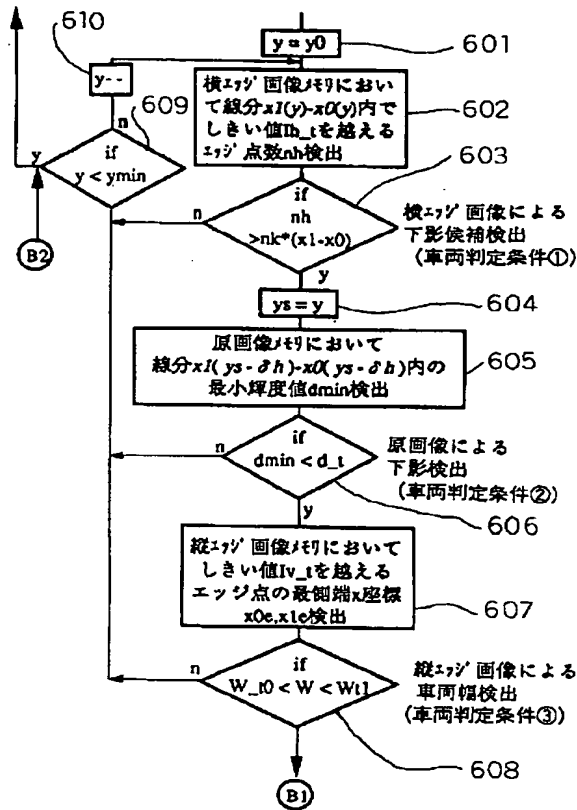 y = y0
601
横エッジ画像メモリにおい
て線分x1(y)-x0(y)内で
しきい値Ih_tを越える
エッジ点数nh検出
602
603
if
nh
>nk*(x1-x0)
n
y
横エッジ画像による
下影候補検出
(車両判定条件①)
ys = y
604
原画像メモリにおいて
線分x1(ys-δh)-x0(ys-δh)内の
最小輝度値dmin検出
605
if
dmin < d_t
n
y
原画像による
下影検出
(車両判定条件②)
606
縦エッジ画像メモリにおいて
しきい値Iv_tを越える
エッジ点の最側端x座標
x0e,x1e検出
607
if
W_t0 < W < Wt1
n
縦エッジ画像による
車両幅検出
(車両判定条件③)
608
B1
610
y--
n
609
if
y < ymin
y
B2